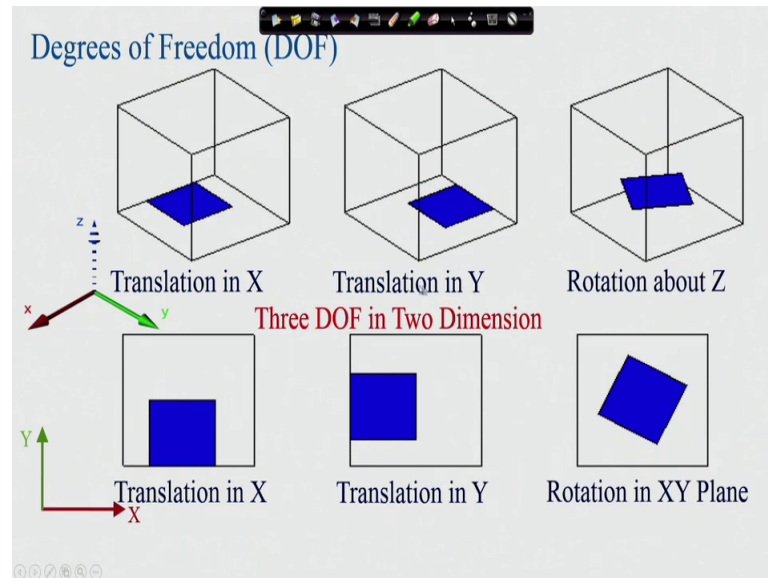 Degrees of Freedom (DOF)
z
x
y
Translation in X
Translation in Y
Rotation about Z
Three DOF in Two Dimension
Y
X
Translation in X
Translation in Y
Rotation in XY Plane